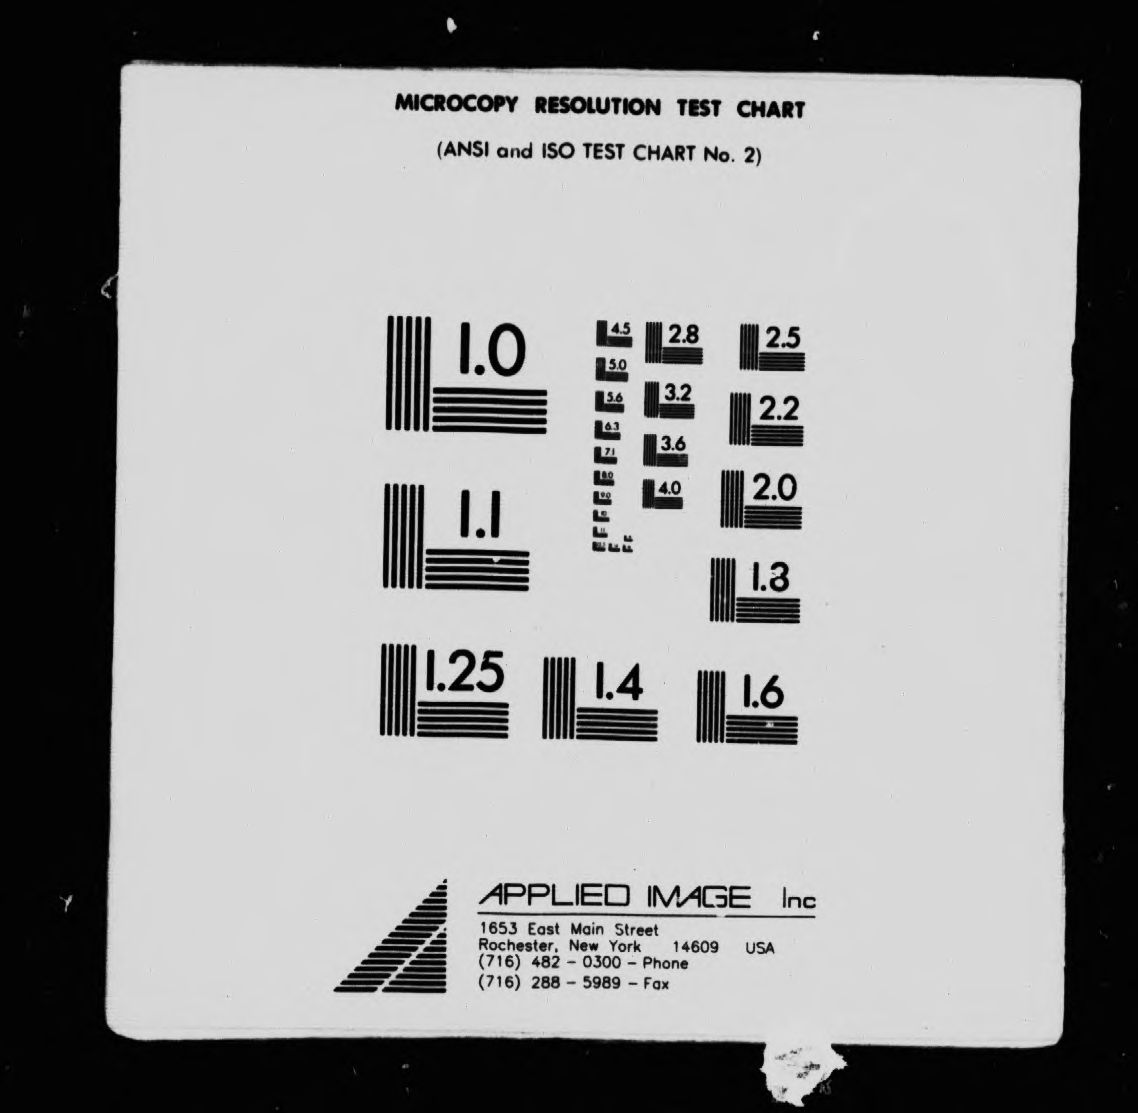 MICROCOPY RESOLUTION TEST CHART
(ANSI and ISO TEST CHART No. 2)
1.0
1.1
1.25
1.4
1.6
4.5
5.0
5.6
6.3
7.1
8.0
9.0
2.8
3.2
3.6
4.0
2.5
2.2
2.0
1.8
APPLIED IMAGE Inc
1653 East Main Street
Rochester, New York 14609 USA
(716) 482 - 0300 - Phone
(716) 288 - 5989 - Fax